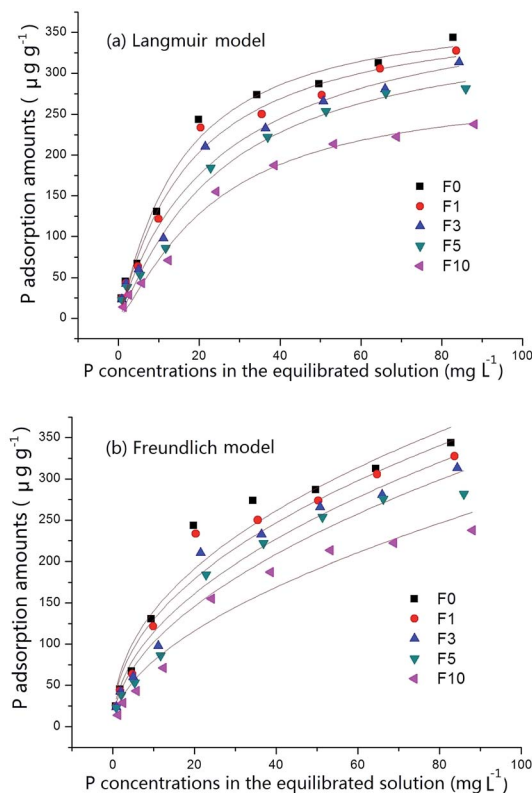 (a) Langmuir model
P adsorption amounts ( μ g g⁻¹)
350
300
250
200
150
100
50
0
F0
F1
F3
F5
F10
0 20 40 60 80 100
P concentrations in the equilibrated solution (mg L⁻¹)
(b) Freundlich model
P adsorption amounts ( μ g g⁻¹)
350
300
250
200
150
100
50
0
F0
F1
F3
F5
F10
0 20 40 60 80 100
P concentrations in the equilibrated solution (mg L⁻¹)